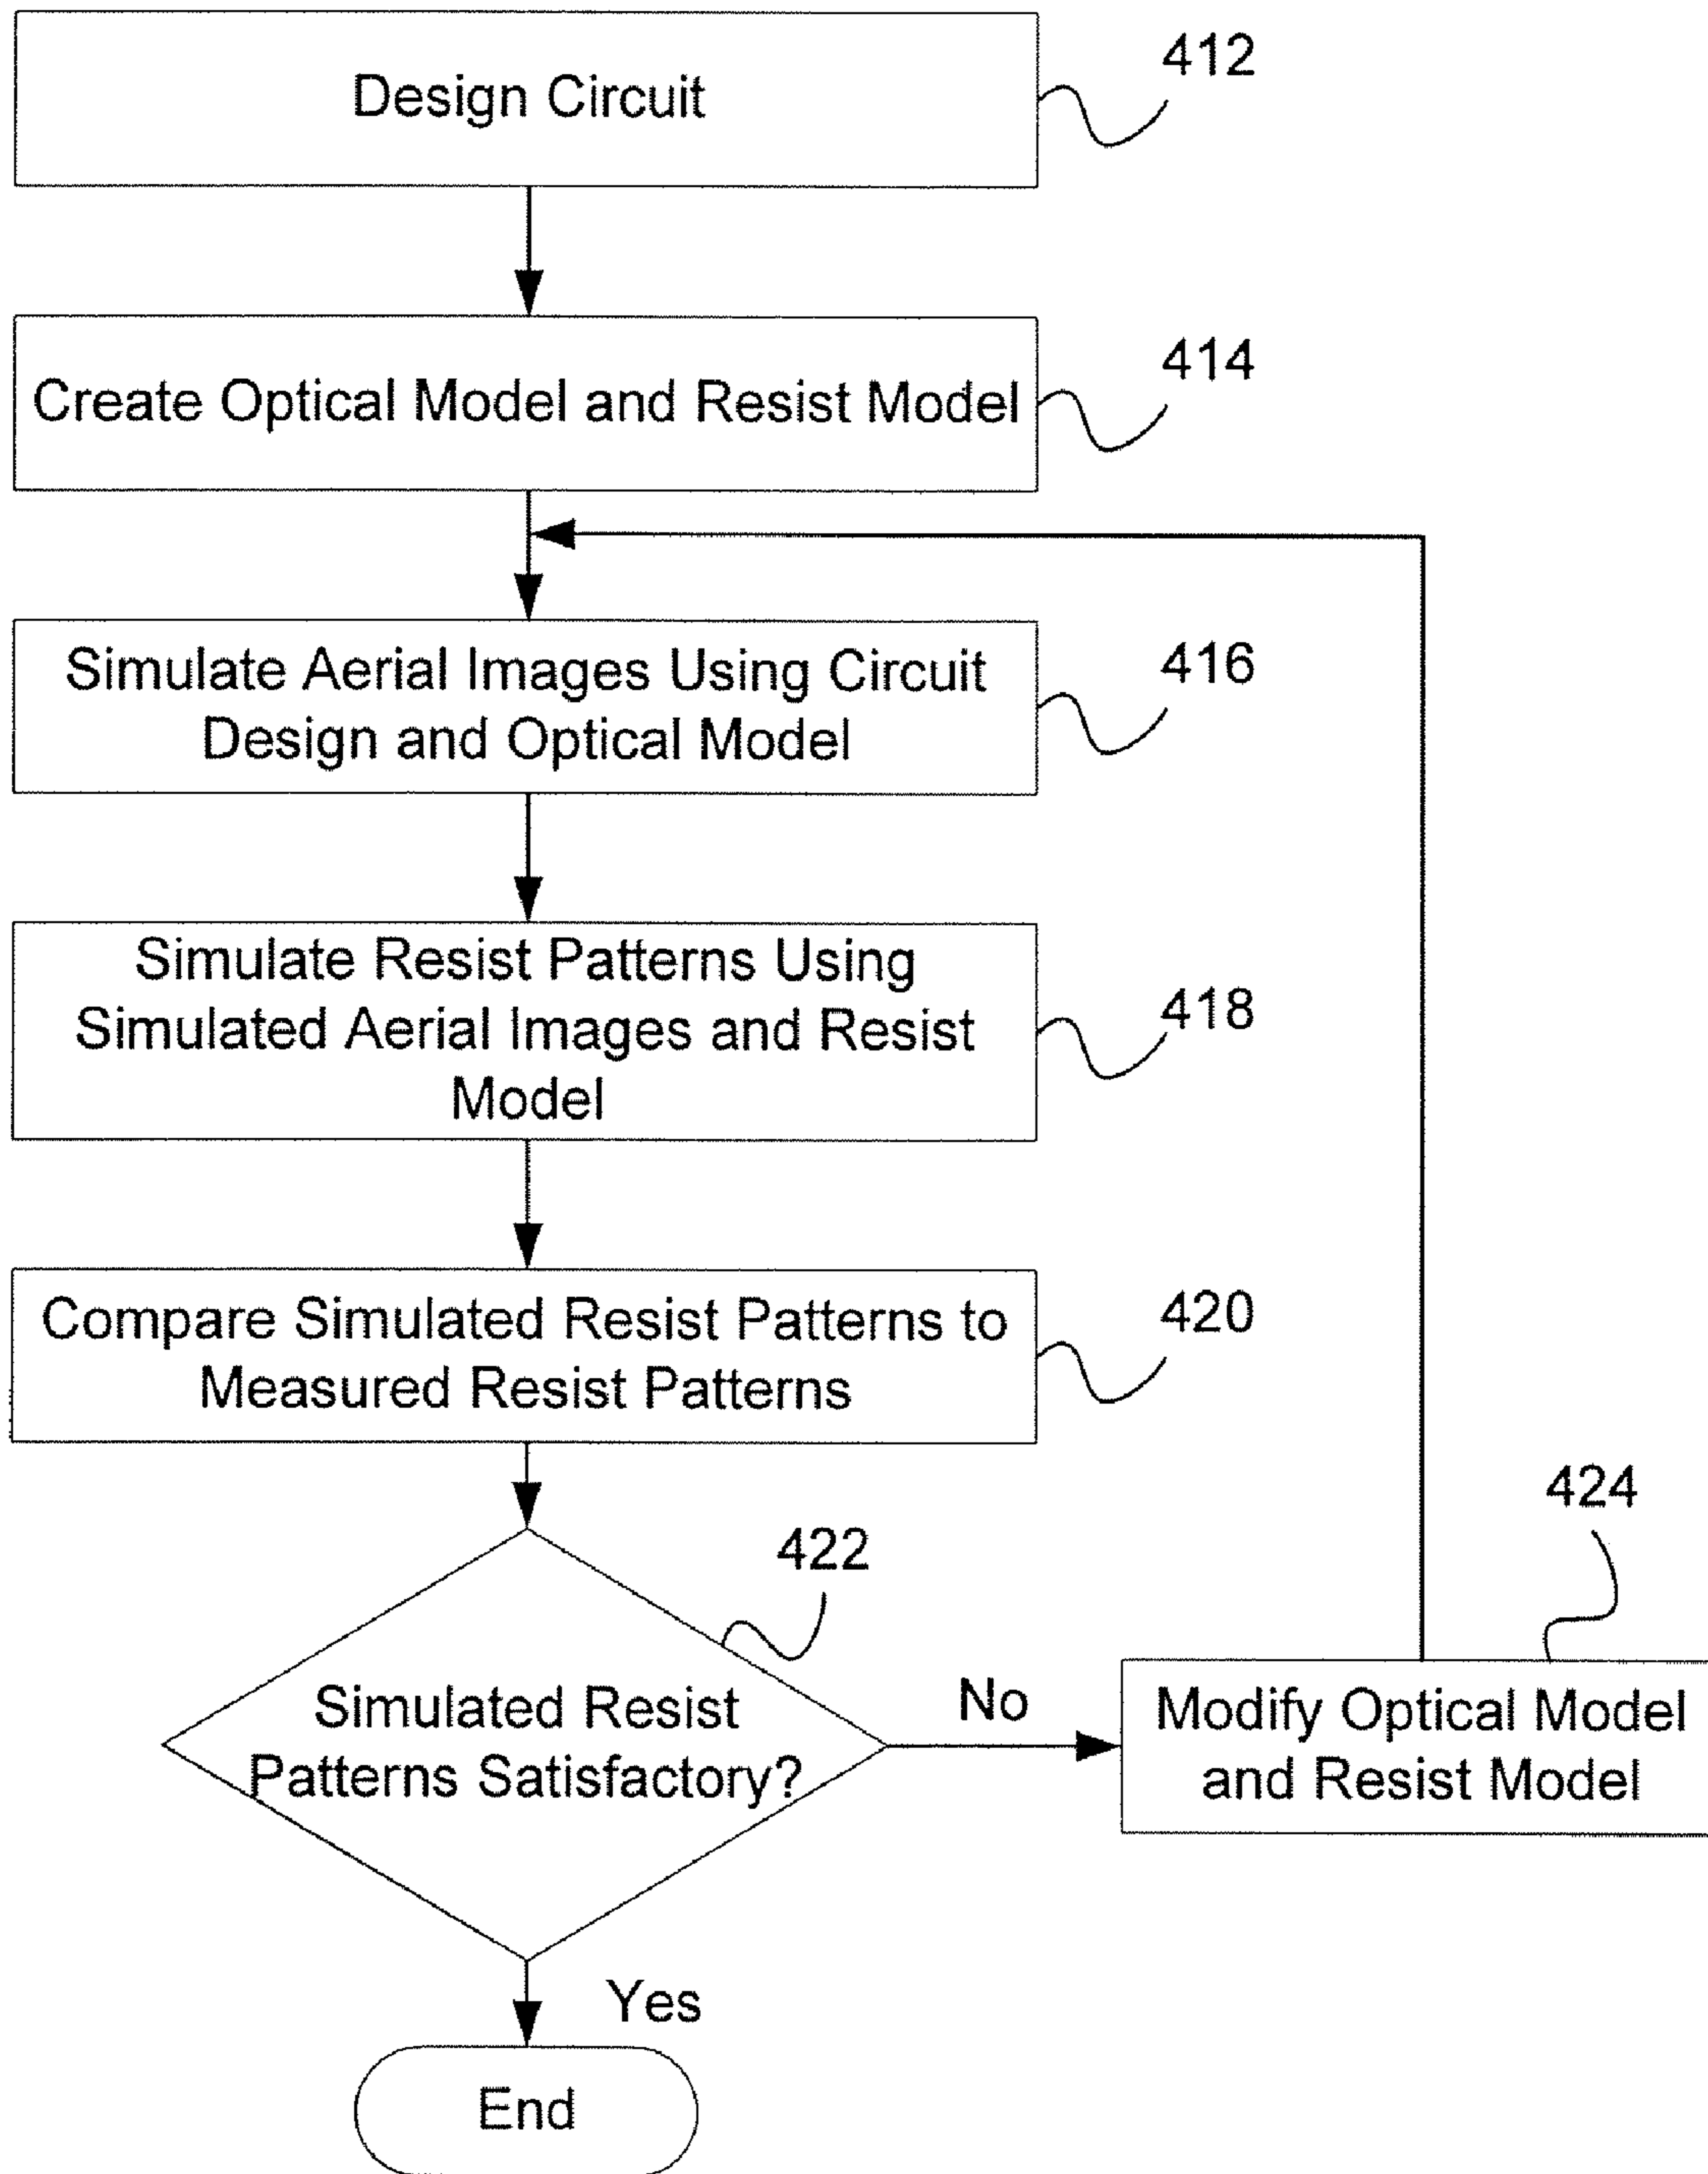 Design Circuit
412
Create Optical Model and Resist Model
414
Simulate Aerial Images Using Circuit
Design and Optical Model
416
Simulate Resist Patterns Using
Simulated Aerial Images and Resist
Model
418
Compare Simulated Resist Patterns to
Measured Resist Patterns
420
422
Simulated Resist
Patterns Satisfactory?
No
424
Modify Optical Model
and Resist Model
Yes
End